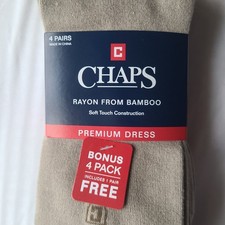 4 PAIRS
MADE IN CHINA
C
CHAPS
RAYON FROM BAMBOO
Soft Touch Construction
PREMIUM DRESS
BONUS
4 PACK
INCLUDES 1 PAIR
FREE